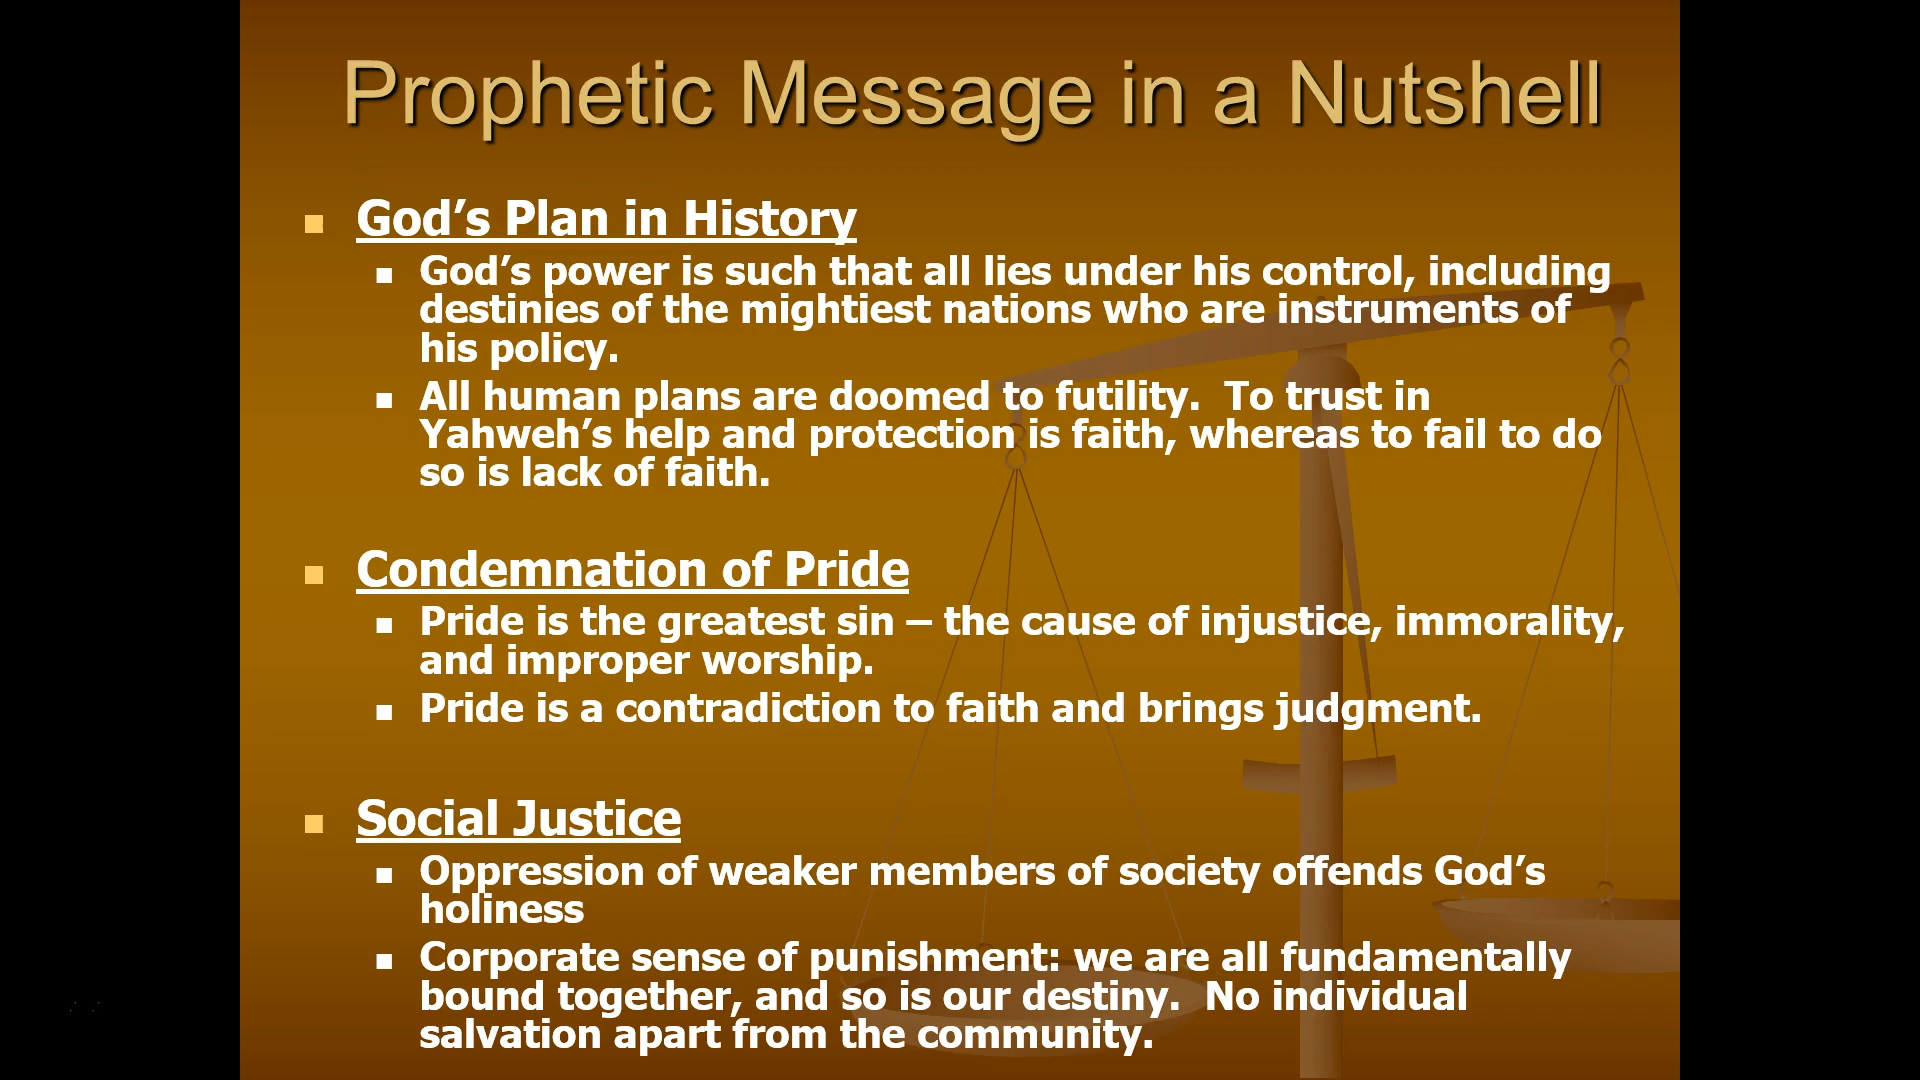 Prophetic Message in a Nutshell
God’s Plan in History
God’s power is such that all lies under his control, including
destinies of the mightiest nations who are instruments of
his policy.
All human plans are doomed to futility.  To trust in
Yahweh’s help and protection is faith, whereas to fail to do
so is lack of faith.
Condemnation of Pride
Pride is the greatest sin – the cause of injustice, immorality,
and improper worship.
Pride is a contradiction to faith and brings judgment.
Social Justice
Oppression of weaker members of society offends God’s
holiness
Corporate sense of punishment: we are all fundamentally
bound together, and so is our destiny.  No individual
salvation apart from the community.